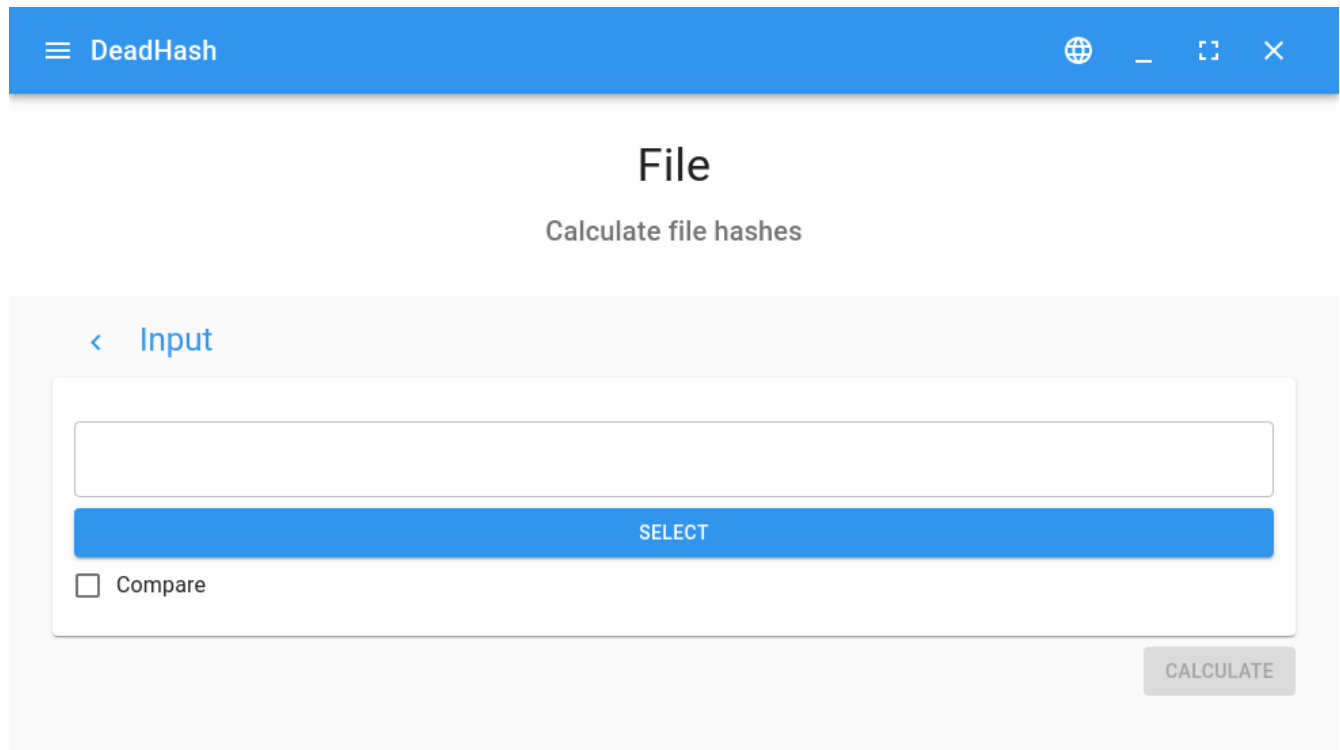 DeadHash
File
Calculate file hashes
Input
SELECT
Compare
CALCULATE